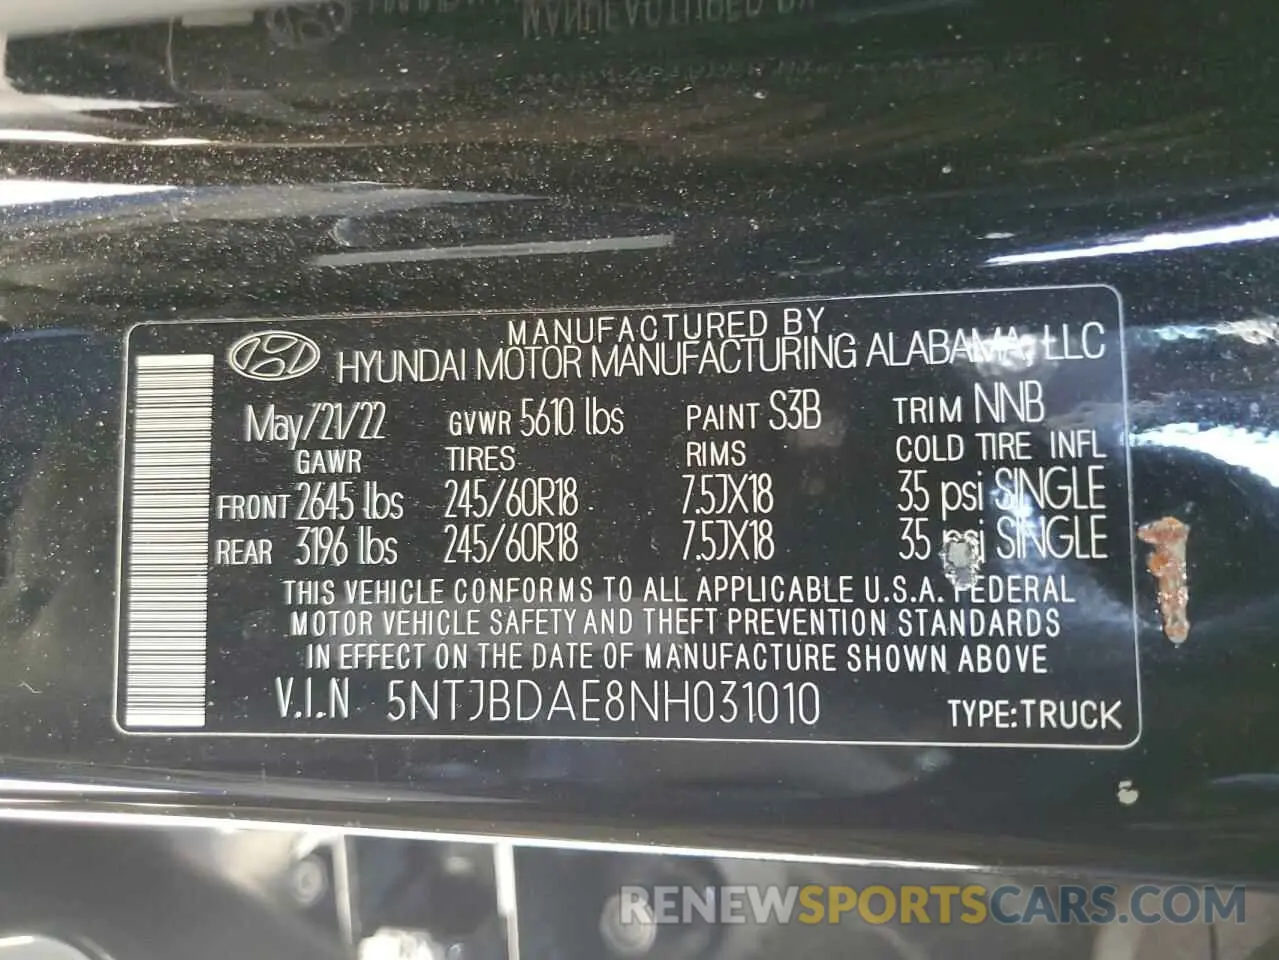 MANUFACTURED BY
HYUNDAI MOTOR MANUFACTURING ALABAMA, LLC
May/21/22 GVWR 5610 lbs PAINT S3B TRIM NNB
GAWR TIRES RIMS COLD TIRE INFL
FRONT 2645 lbs 245/60R18 7.5JX18 35 psi SINGLE
REAR 3196 lbs 245/60R18 7.5JX18 35 psi SINGLE
THIS VEHICLE CONFORMS TO ALL APPLICABLE U.S.A. FEDERAL
MOTOR VEHICLE SAFETY AND THEFT PREVENTION STANDARDS
IN EFFECT ON THE DATE OF MANUFACTURE SHOWN ABOVE
V.I.N 5NTJBDAE8NH031010 TYPE:TRUCK
RENEWSPORTSCARS.COM